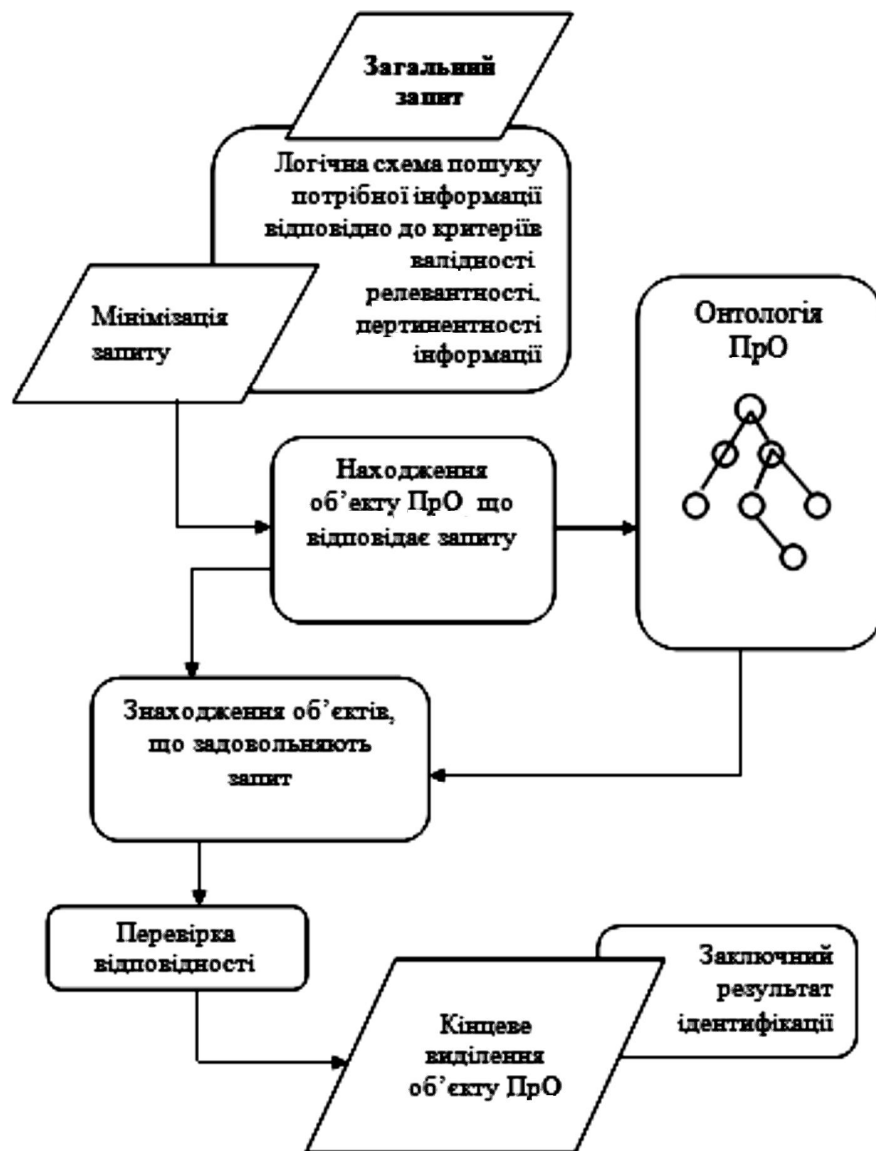 Загальний
запит
Логічна схема пошуку
потрібної інформації
відповідно до критеріїв
валідності
релевантності.
пертинентності
інформації
Мінімізація
запиту
Онтологія
ПрО
Находження
об’екту ПрО що
відповідає запиту
Знаходження об’єктів,
що задовольняють
запит
Перевірка
відповідності
Заключний
результат
ідентифікації
Кінцеве
виділення
об’єкту ПрО